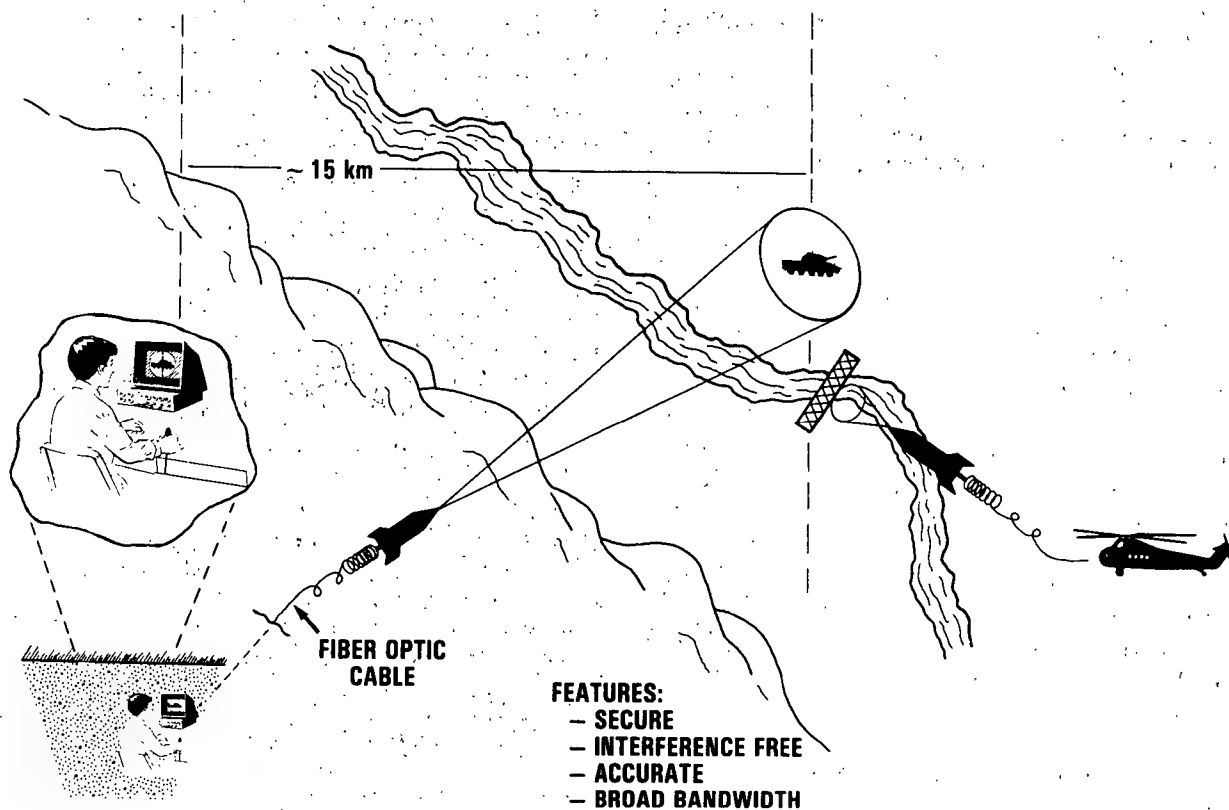 ~ 15 km
FIBER OPTIC
CABLE
FEATURES:
– SECURE
– INTERFERENCE FREE
– ACCURATE
– BROAD BANDWIDTH